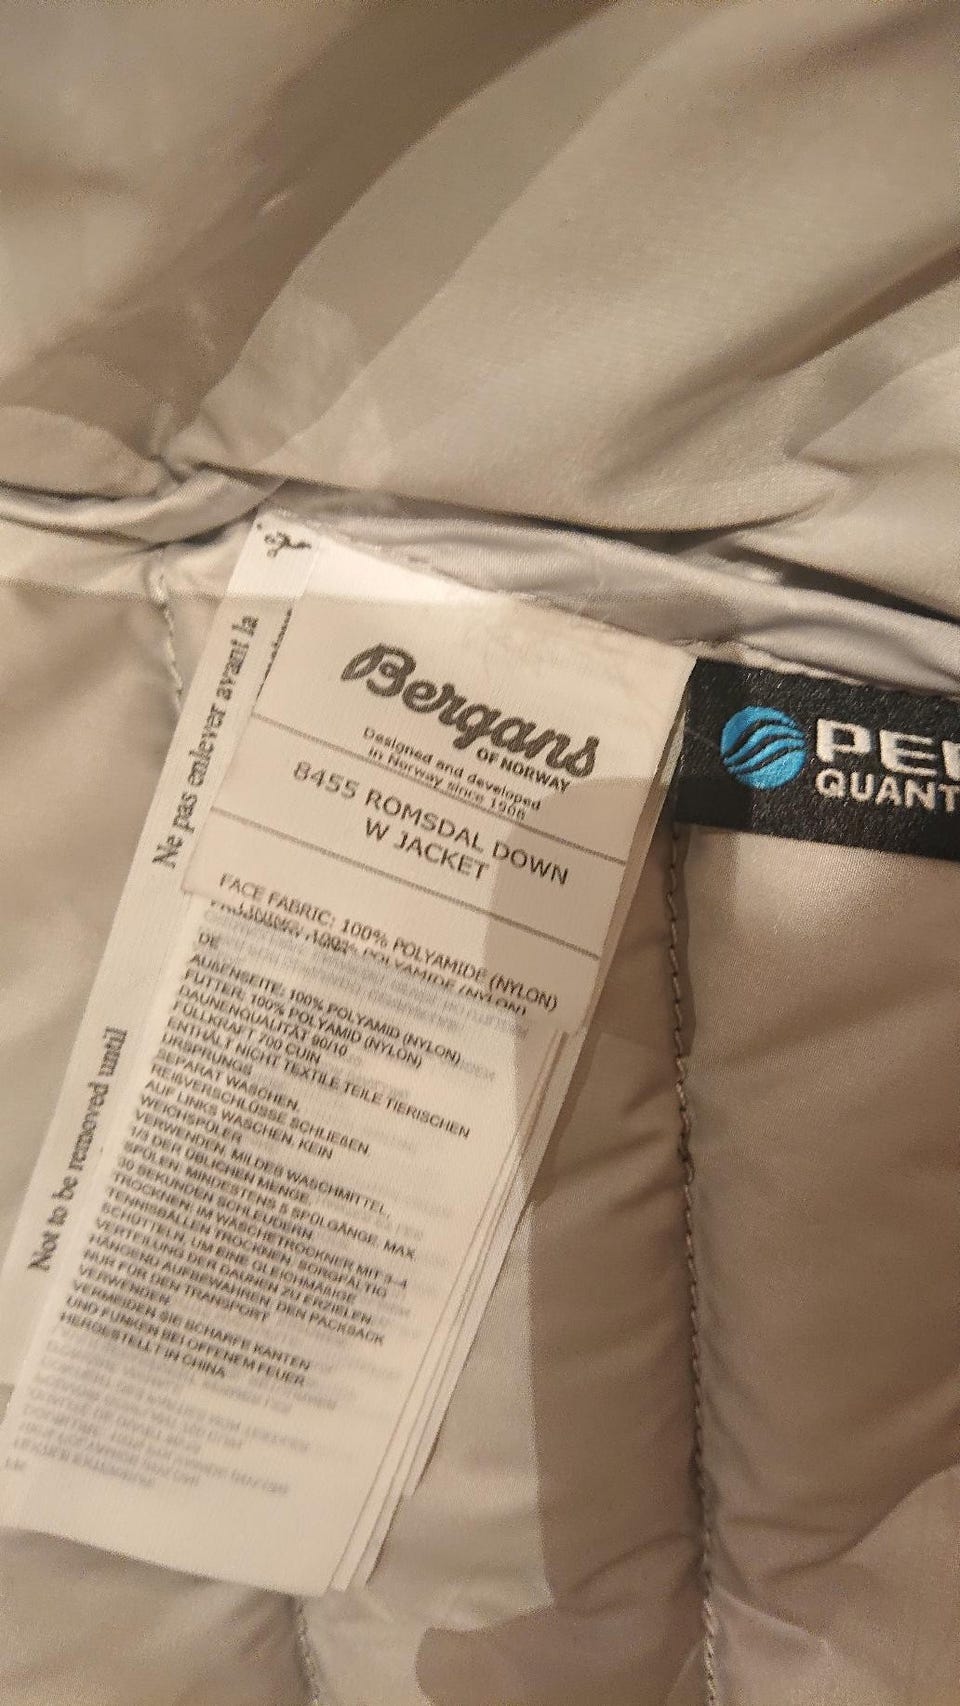 Ne pas enlever avant la
Not to be removed until
Bergans
OF NORWAY
Designed and developed
in Norway since 1908
8455 ROMSDAL DOWN
W JACKET
FACE FABRIC: 100% POLYAMIDE (NYLON)
LINING: 100% POLYAMIDE (NYLON)
DE
AUßENSEITE: 100% POLYAMID (NYLON)
FUTTER: 100% POLYAMID (NYLON)
DAUNENQUALITÄT 90/10
FÜLLKRAFT 700 CUIN
ENTHÄLT NICHT TEXTILE TEILE TIERISCHEN
URSPRUNGS
SEPARAT WASCHEN.
REIßVERSCHLÜSSE SCHLIEßEN.
AUF LINKS WASCHEN. KEIN
WEICHSPÜLER
VERWENDEN. MILDES WASCHMITTEL,
1/3 DER ÜBLICHEN MENGE.
SPÜLEN: MINDESTENS 5 SPÜLGÄNGE. MAX.
30 SEKUNDEN SCHLEUDERN.
TROCKNEN: IM WÄSCHETROCKNER MIT 3–4
TENNISBÄLLEN TROCKNEN. SORGFÄLTIG
SCHÜTTELN, UM EINE GLEICHMÄßIGE
VERTEILUNG DER DAUNEN ZU ERZIELEN.
HÄNGEND AUFBEWAHREN. DEN PACKSACK
NUR FÜR DEN TRANSPORT
VERWENDEN.
VERMEIDEN SIE SCHARFE KANTEN
UND FUNKEN BEI OFFENEM FEUER.
HERGESTELLT IN CHINA
PE
QUANT